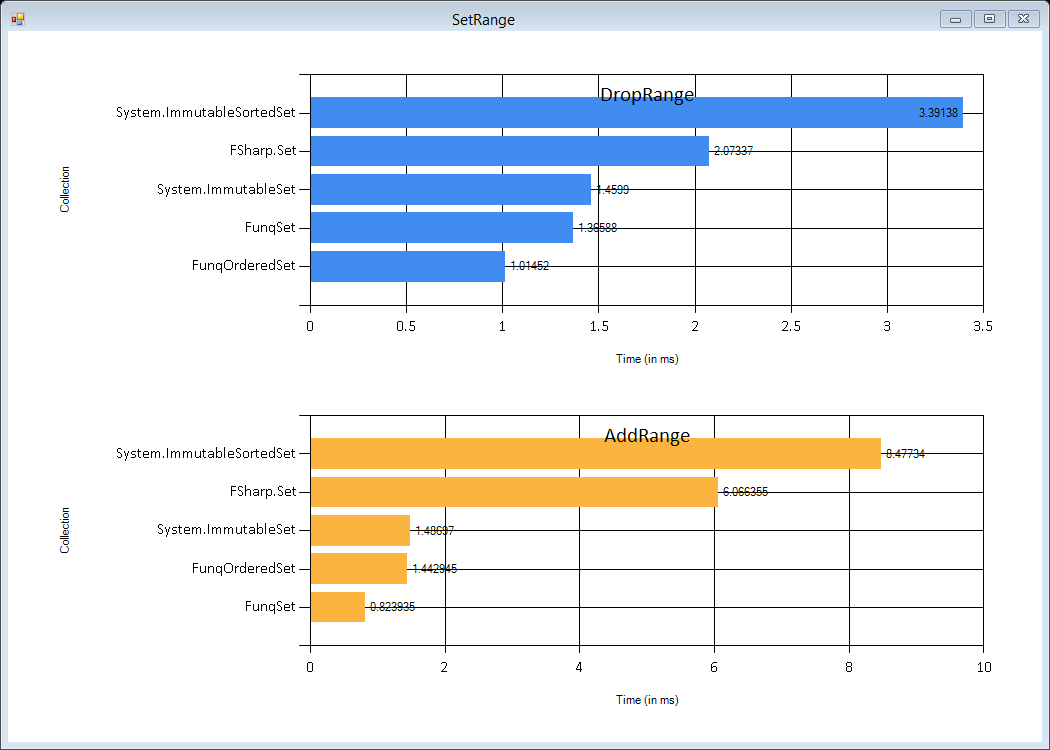 SetRange
DropRange
System.ImmutableSortedSet 3.39138
FSharp.Set 2.07337
System.ImmutableSet 1.4599
FunqSet
FunqOrderedSet 1.01452
Collection
0 0.5 1 1.5 2 2.5 3 3.5
Time (in ms)
AddRange
System.ImmutableSortedSet 8.47734
FSharp.Set 6.066355
System.ImmutableSet 1.48697
FunqOrderedSet 1.442945
FunqSet 0.823935
Collection
0 2 4 6 8 10
Time (in ms)